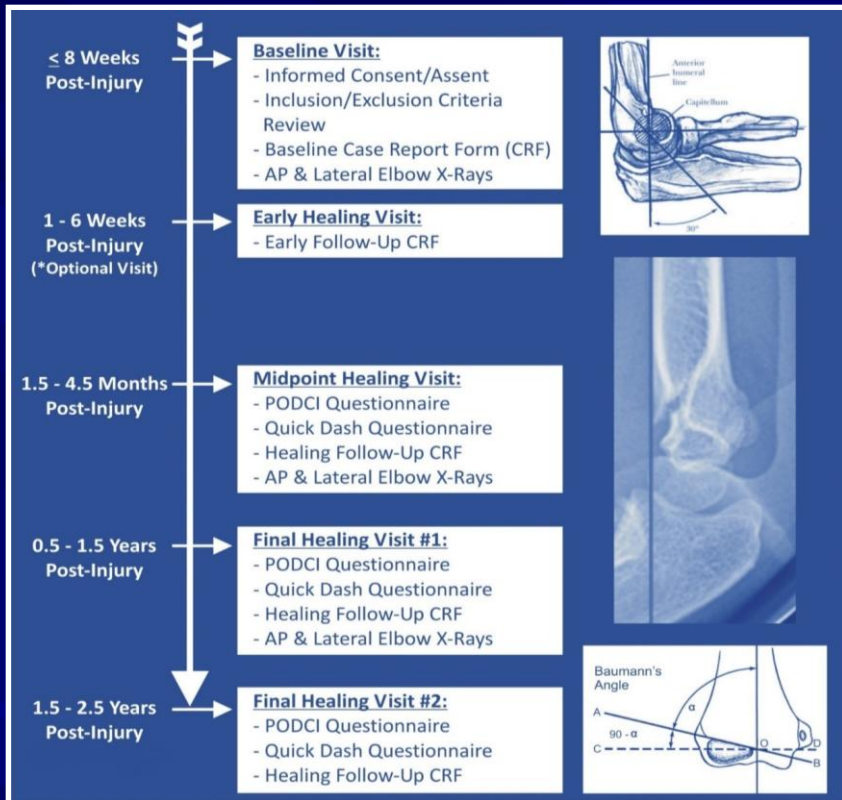 ≤ 8 Weeks
Post-Injury
Baseline Visit:
- Informed Consent/Assent
- Inclusion/Exclusion Criteria
Review
- Baseline Case Report Form (CRF)
- AP & Lateral Elbow X-Rays
Anterior
humeral
line
Capitellum
30°
1 - 6 Weeks
Post-Injury
(*Optional Visit)
Early Healing Visit:
- Early Follow-Up CRF
1.5 - 4.5 Months
Post-Injury
Midpoint Healing Visit:
- PODCI Questionnaire
- Quick Dash Questionnaire
- Healing Follow-Up CRF
- AP & Lateral Elbow X-Rays
0.5 - 1.5 Years
Post-Injury
Final Healing Visit #1:
- PODCI Questionnaire
- Quick Dash Questionnaire
- Healing Follow-Up CRF
- AP & Lateral Elbow X-Rays
1.5 - 2.5 Years
Post-Injury
Final Healing Visit #2:
- PODCI Questionnaire
- Quick Dash Questionnaire
- Healing Follow-Up CRF
Baumann's
Angle
α
A
90 - α
C
O
D
B